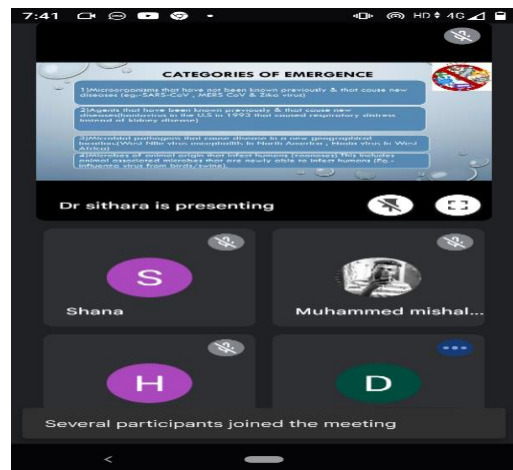 7:41 HD 4G
CATEGORIES OF EMERGENCE
1)Microorganisms that have not been known previously & that cause new
diseases (eg.-SARS-CoV , MERS CoV & Zika virus)
2)Agents that have been known previously & that cause new
diseases(hantavirus in the U.S in 1993 that caused respiratory distress
instead of kidney disease)
3)Microbial pathogens that cause disease in a new geographical
location(West Nile virus encephalitis in North America , Ebola virus in West
Africa)
4)Microbes of animal origin that infect humans (zoonoses).This includes
animal associated microbes that are newly able to infect humans (Eg.-
influenza virus from birds/swine).
Dr sithara is presenting
S
Shana
Muhammed mishal...
H
D
Several participants joined the meeting